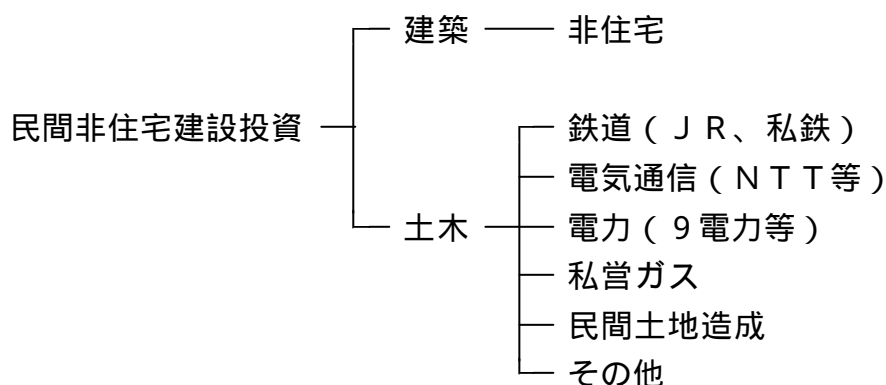 建築
非住宅
民間非住宅建設投資
鉄道（ＪＲ、私鉄）
電気通信（ＮＴＴ等）
土木
電力（９電力等）
私営ガス
民間土地造成
その他